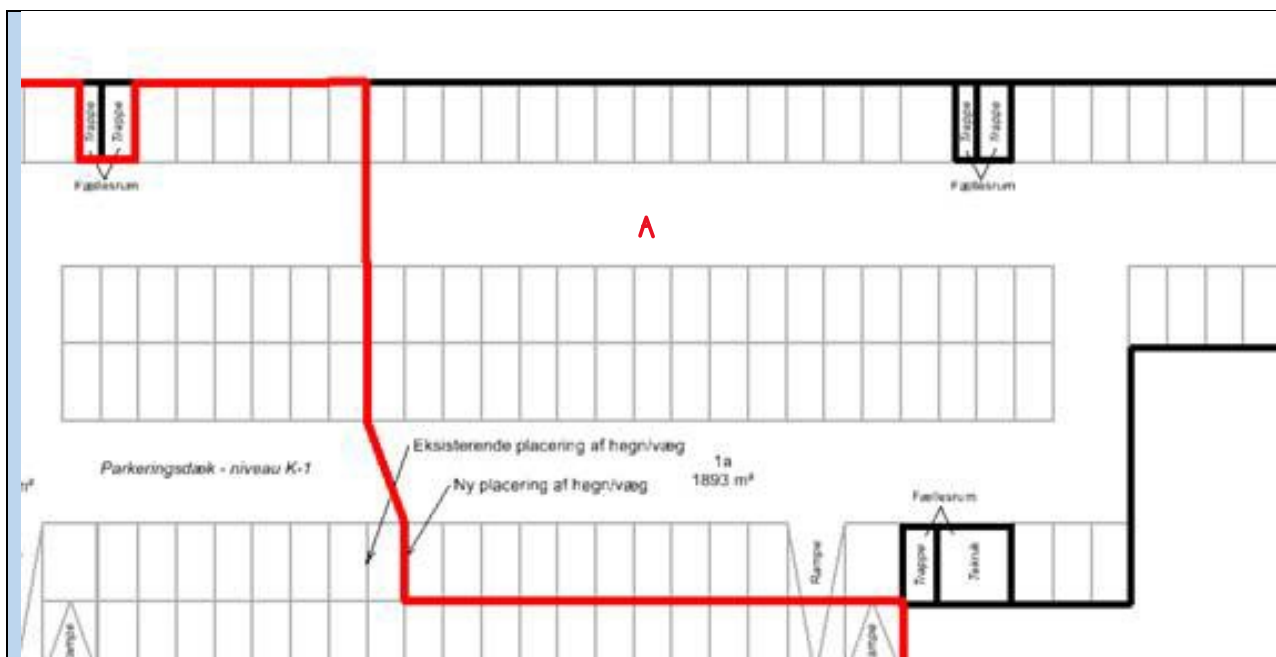 Trappe
Trappe
Trappe
Trappe
Fællesrum
Fællesrum
A
Eksisterende placering af hegn/væg
Parkeringsdæk - niveau K-1
1a
1893 m²
m²
Ny placering af hegn/væg
Fællesrum
Rampe
Trappe
Teknik